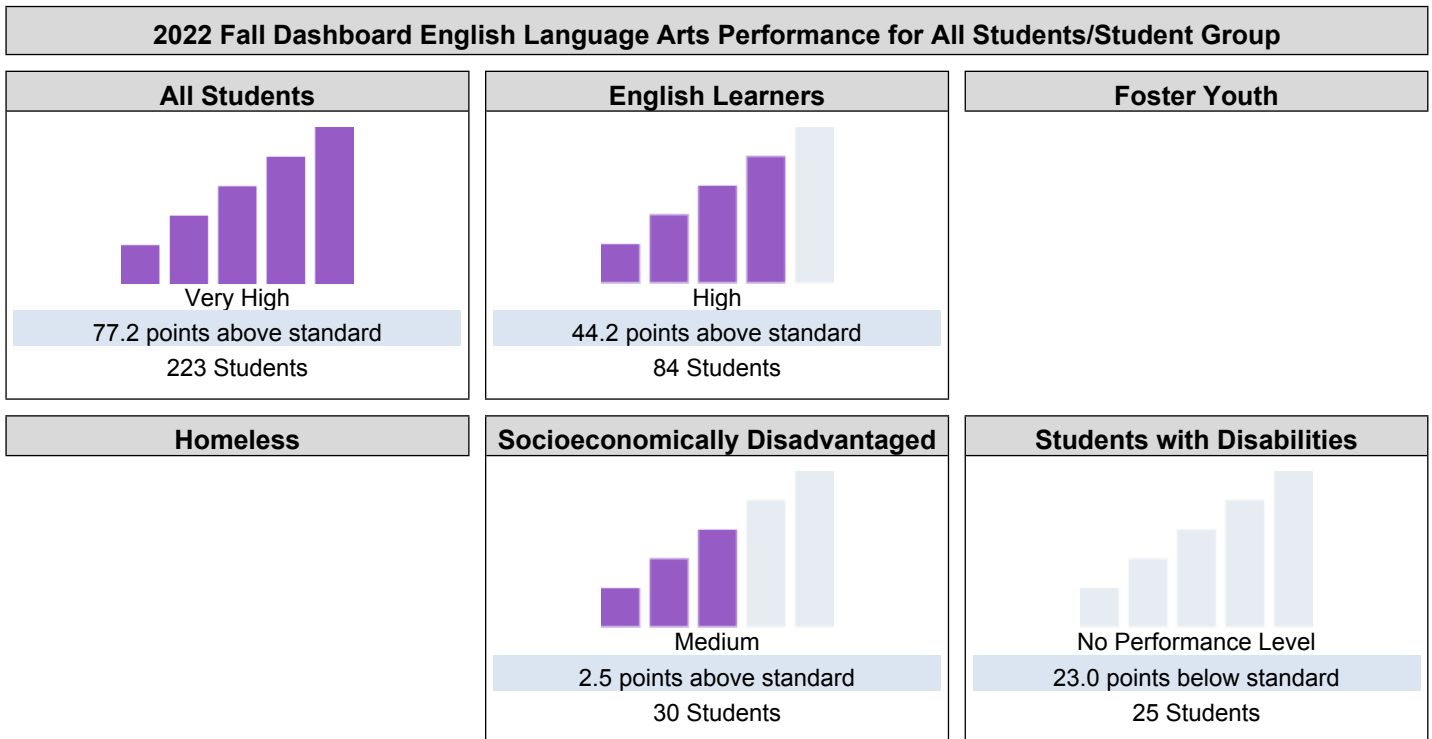 2022 Fall Dashboard English Language Arts Performance for All Students/Student Group
All Students
Very High
77.2 points above standard
223 Students
English Learners
High
44.2 points above standard
84 Students
Foster Youth
Homeless
Socioeconomically Disadvantaged
Medium
2.5 points above standard
30 Students
Students with Disabilities
No Performance Level
23.0 points below standard
25 Students